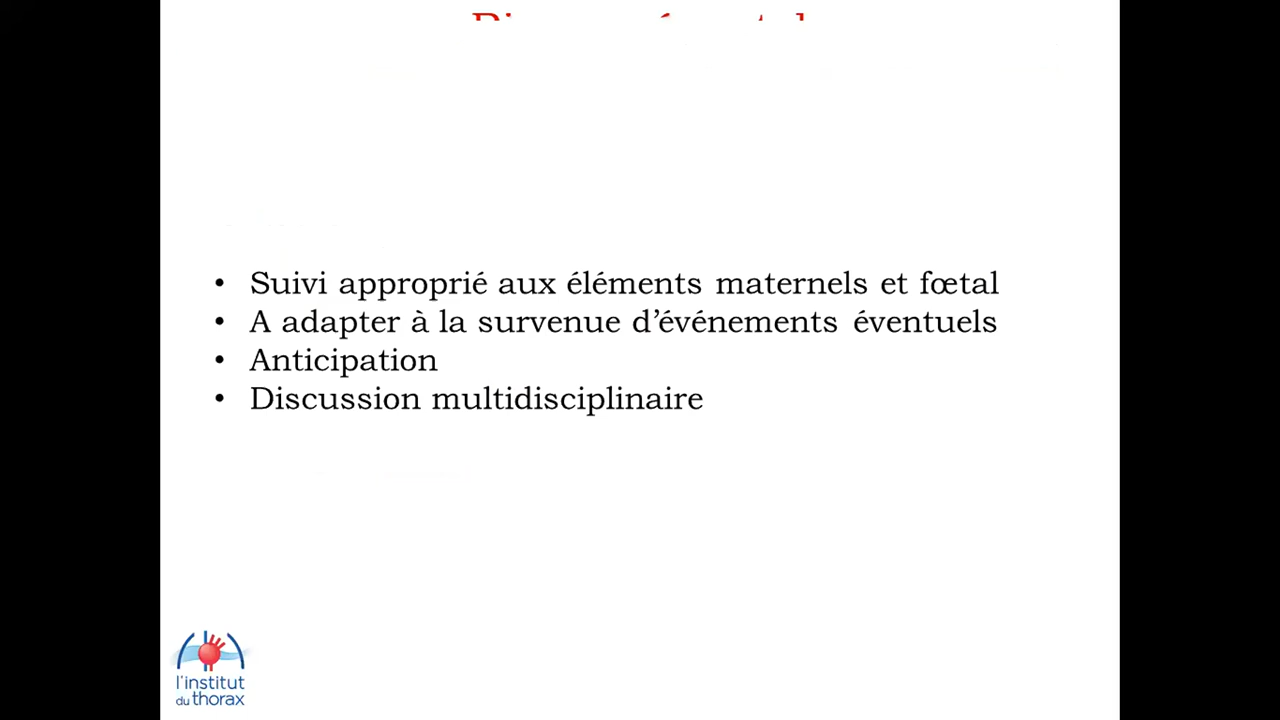 • Suivi approprié aux éléments maternels et fœtal
• A adapter à la survenue d’événements éventuels
• Anticipation
• Discussion multidisciplinaire
l'institut
du thorax